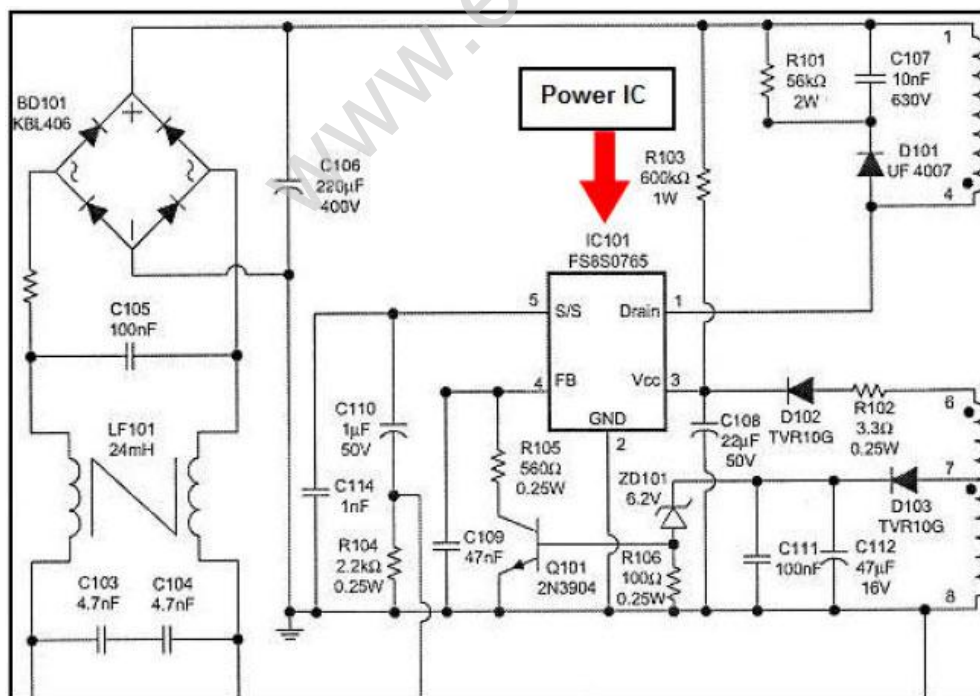 www.e
BD101
KBL406
C106
220µF
400V
Power IC
R103
600kΩ
1W
R101
56kΩ
2W
C107
10nF
630V
D101
UF 4007
1
4
IC101
FS8S0765
5
S/S
Drain
1
4
FB
Vcc
3
GND
2
C105
100nF
LF101
24mH
C103
4.7nF
C104
4.7nF
C110
1µF
50V
C114
1nF
R104
2.2kΩ
0.25W
R105
560Ω
0.25W
C109
47nF
Q101
2N3904
ZD101
6.2V
R106
100Ω
0.25W
C108
22µF
50V
D102
TVR10G
R102
3.3Ω
0.25W
6
7
D103
TVR10G
C111
100nF
C112
47µF
16V
8